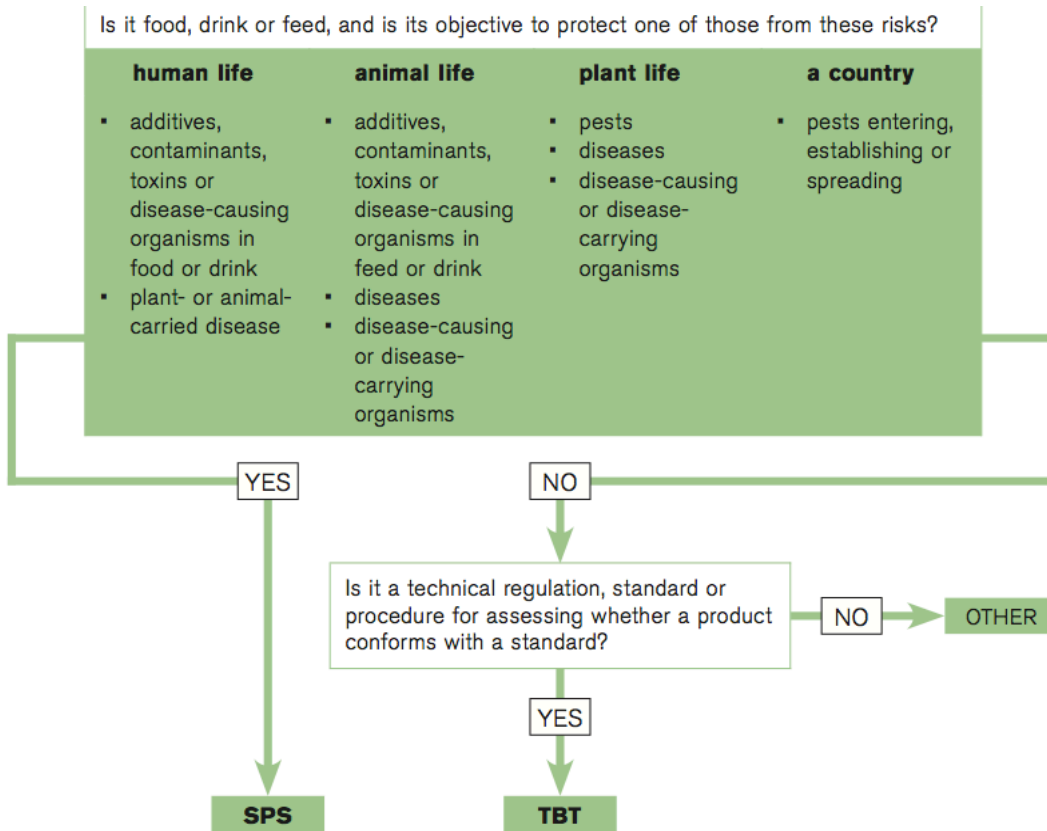 Is it food, drink or feed, and is its objective to protect one of those from these risks?
human life
▪ additives,
contaminants,
toxins or
disease-causing
organisms in
food or drink
▪ plant- or animal-
carried disease
animal life
▪ additives,
contaminants,
toxins or
disease-causing
organisms in
feed or drink
▪ diseases
▪ disease-causing
or disease-
carrying
organisms
plant life
▪ pests
▪ diseases
▪ disease-causing
or disease-
carrying
organisms
a country
▪ pests entering,
establishing or
spreading
YES
NO
Is it a technical regulation, standard or
procedure for assessing whether a product
conforms with a standard?
NO
OTHER
YES
SPS
TBT